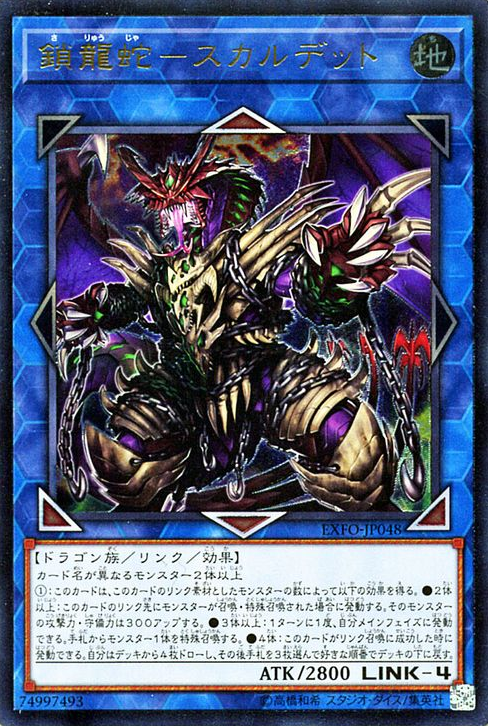 鎖龍蛇－スカルデット
地
EXFO-JP048
【ドラゴン族／リンク／効果】
カード名が異なるモンスター２体以上
①：このカードは、このカードのリンク素材としたモンスターの数によって以下の効果を得る。●２体
以上：このカードのリンク先にモンスターが召喚・特殊召喚された場合に発動する。そのモンスター
の攻撃力・守備力は３００アップする。●３体以上：１ターンに１度、自分メインフェイズに発動
できる。手札からモンスター１体を特殊召喚する。●４体：このカードがリンク召喚に成功した時に
発動できる。自分はデッキから４枚ドローし、その後手札を３枚選んで好きな順番でデッキの下に戻す。
ATK/2800 LINK-4
74997493
©高橋和希 スタジオ・ダイス/集英社